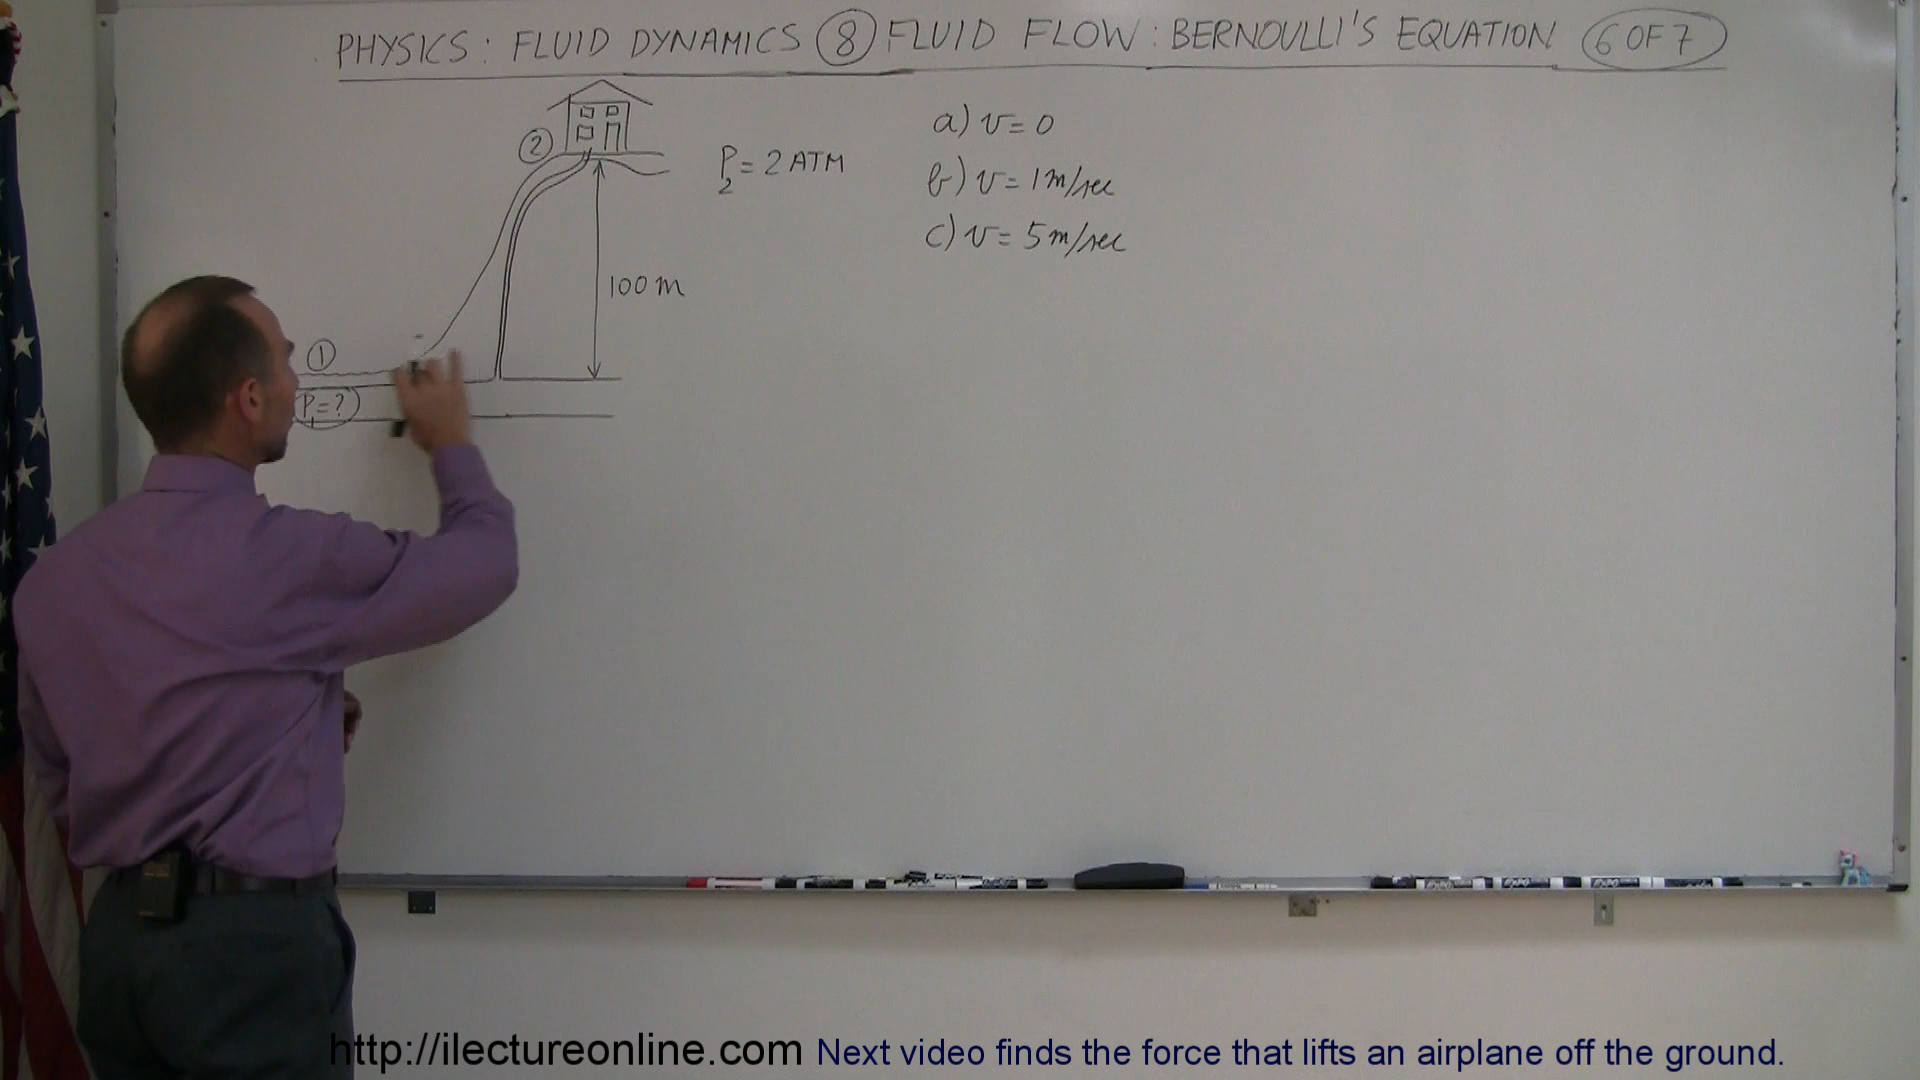 PHYSICS: FLUID DYNAMICS 8 FLUID FLOW: BERNOULLI'S EQUATION 6 OF 7
2
P2 = 2 ATM
a) v = 0
b) v = 1 m/sec
c) v = 5 m/sec
100 m
1
P1 = ?
http://ilectureonline.com Next video finds the force that lifts an airplane off the ground.